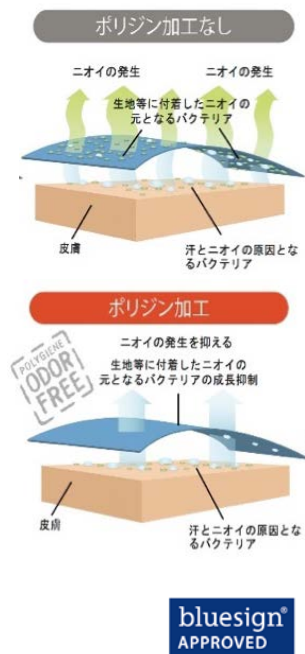 ポリジン加工なし
ニオイの発生
ニオイの発生
生地等に付着したニオイの
元となるバクテリア
皮膚
汗とニオイの原因とな
るバクテリア
ポリジン加工
ニオイの発生を抑える
生地等に付着したニオイの
元となるバクテリアの成長抑制
POLYGIENE
ODOR
FREE
皮膚
汗とニオイの原因とな
るバクテリア
bluesign®
APPROVED